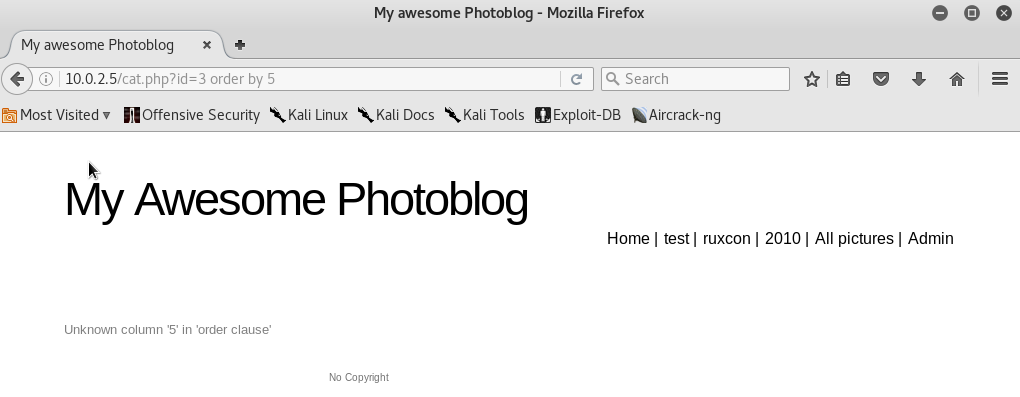 My awesome Photoblog - Mozilla Firefox
My awesome Photoblog
10.0.2.5/cat.php?id=3 order by 5
Search
Most Visited Offensive Security Kali Linux Kali Docs Kali Tools Exploit-DB Aircrack-ng
My Awesome Photoblog
Home | test | ruxcon | 2010 | All pictures | Admin
Unknown column '5' in 'order clause'
No Copyright